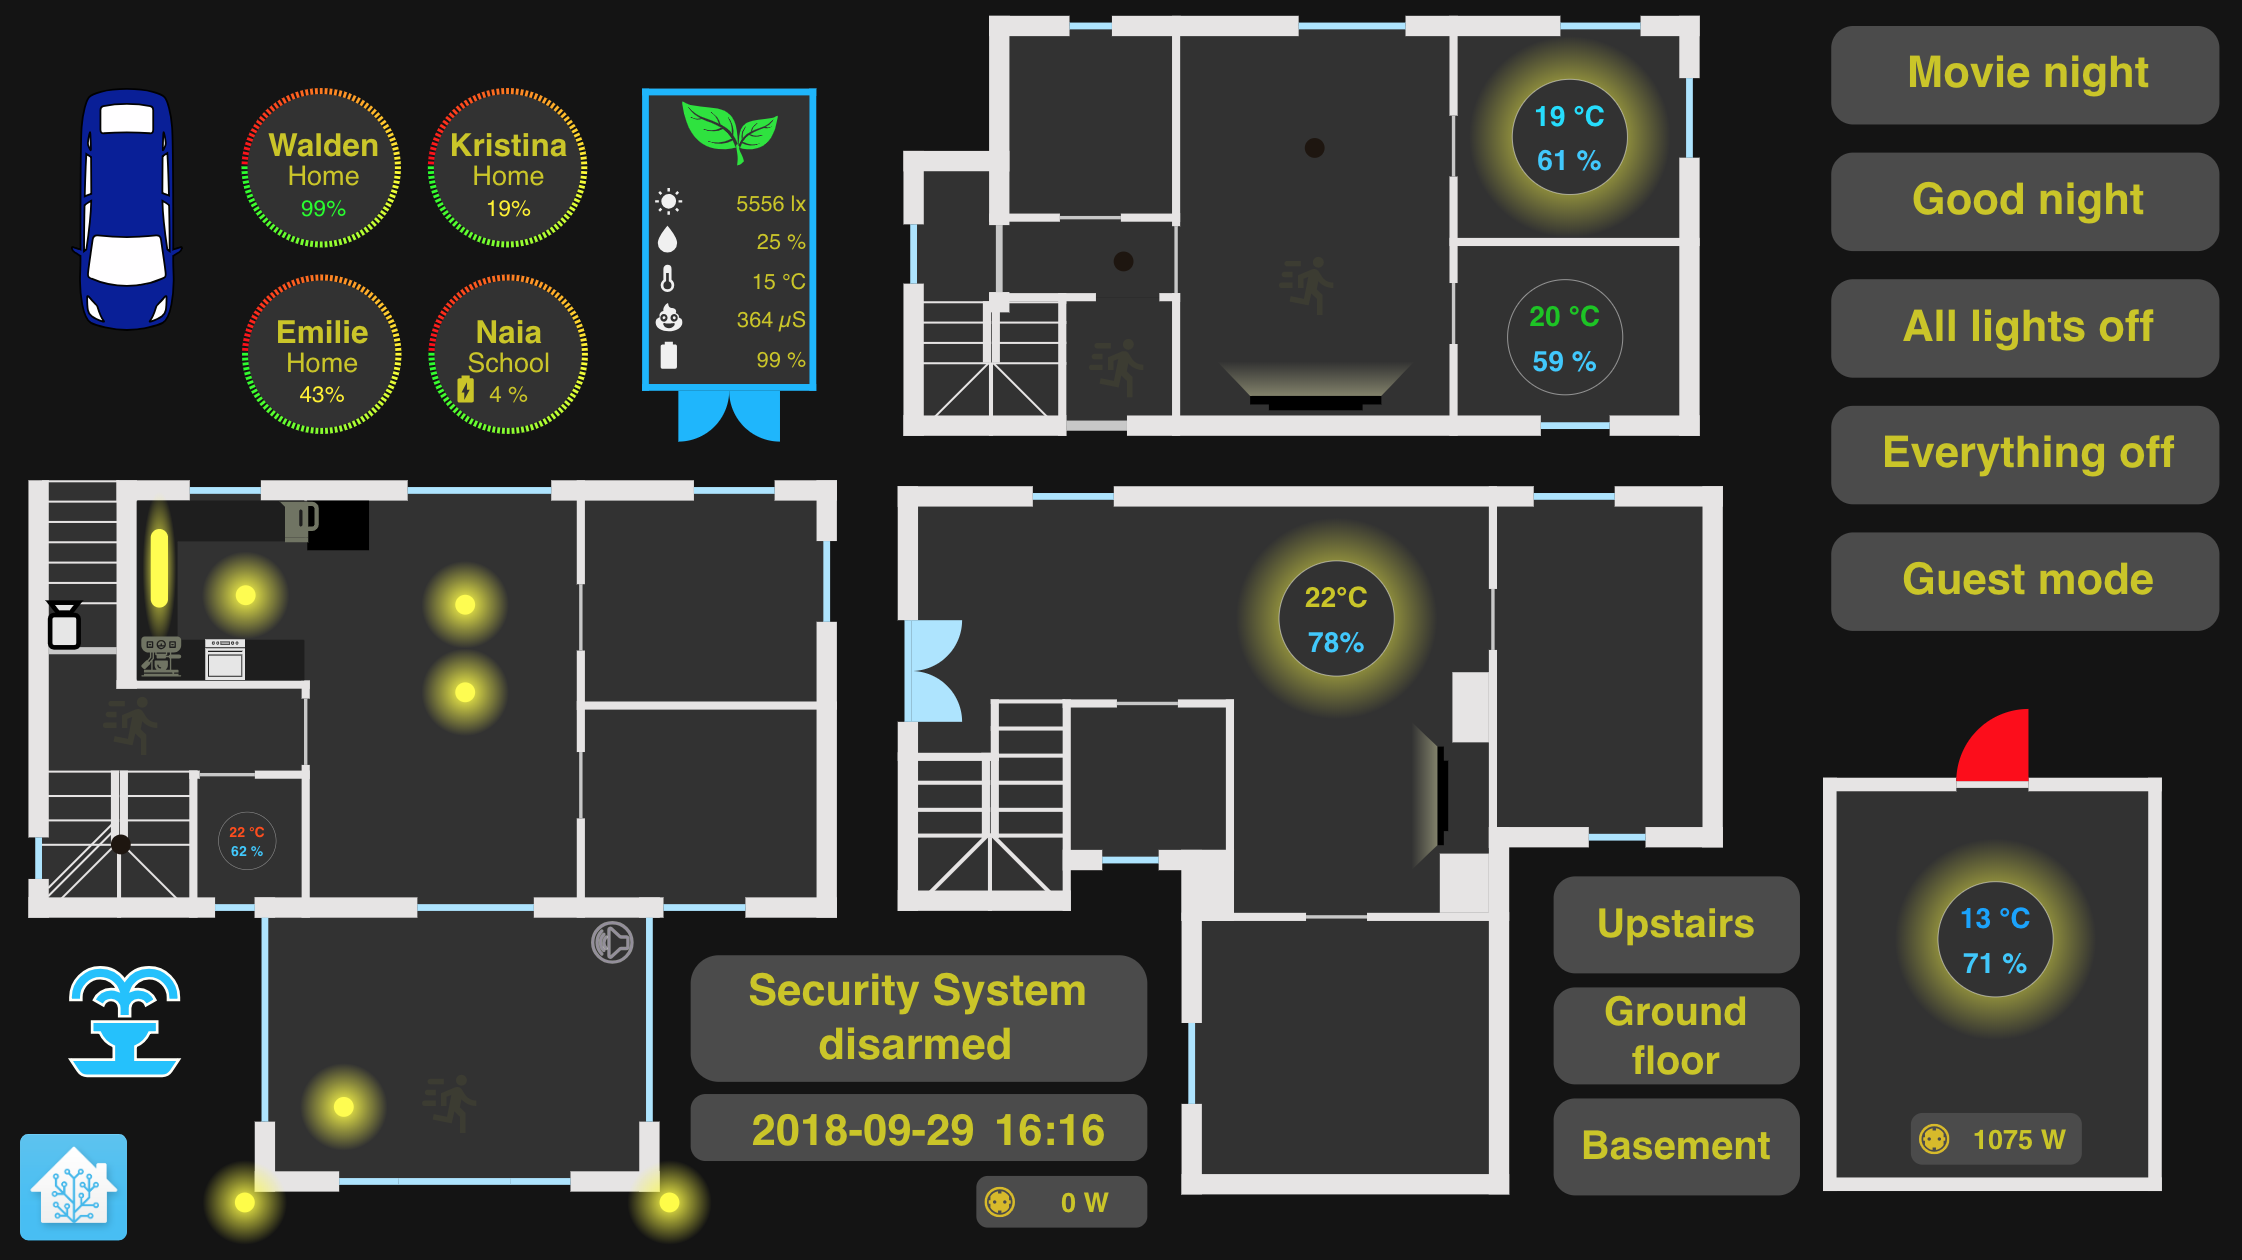 Walden
Home
99%
Kristina
Home
19%
Emilie
Home
43%
Naia
School
4 %
5556 lx
25 %
15 °C
364 µS
99 %
19 °C
61 %
20 °C
59 %
Movie night
Good night
All lights off
Everything off
Guest mode
22 °C
62 %
22°C
78%
Security System
disarmed
2018-09-29 16:16
0 W
Upstairs
Ground
floor
Basement
13 °C
71 %
1075 W